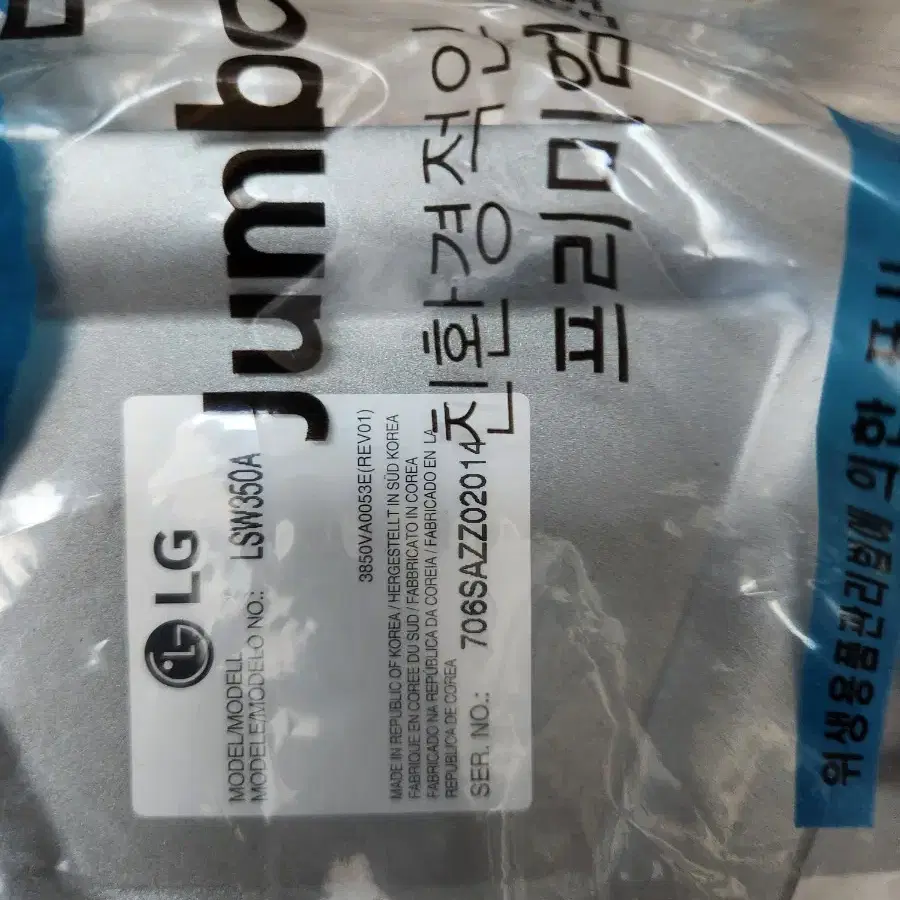 Jumbo
친환경적인
프리미엄
LG
MODEL/MODELL
MODELE/MODELO NO.: LSW350A
3850VA0053E(REV01)
MADE IN REPUBLIC OF KOREA / HERGESTELLT IN SÜD KOREA
FABRIQUE EN COREE DU SUD / FABBRICATO IN COREA
FABRICADO NA REPÚBLICA DA COREIA / FABRICADO EN LA
REPUBLICA DE COREA
SER. NO.: 706SAZZ02014
위생용품관리법에 의한 표시